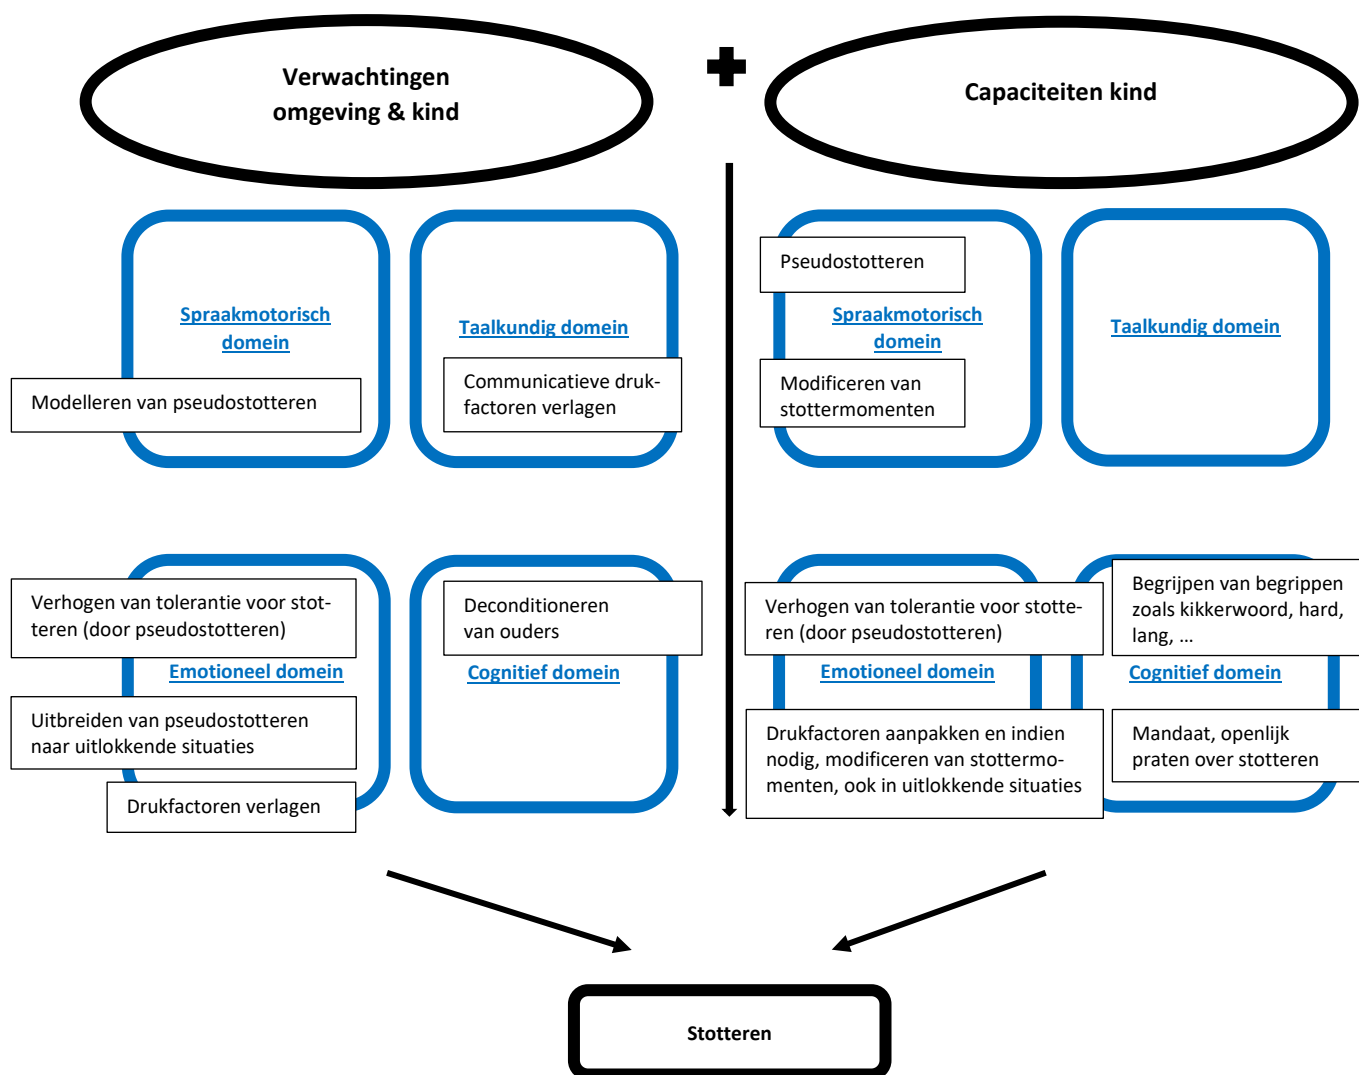 Verwachtingen
omgeving & kind
Capaciteiten kind
Spraakmotorisch
domein
Modelleren van pseudostotteren
Taalkundig domein
Communicatieve druk-
factoren verlagen
Pseudostotteren
Spraakmotorisch
domein
Modificeren van
stottermomenten
Taalkundig domein
Verhogen van tolerantie voor stot-
teren (door pseudostotteren)
Emotioneel domein
Uitbreiden van pseudostotteren
naar uitlokkende situaties
Drukfactoren verlagen
Deconditioneren
van ouders
Cognitief domein
Verhogen van tolerantie voor stotte-
ren (door pseudostotteren)
Emotioneel domein
Drukfactoren aanpakken en indien
nodig, modificeren van stottermo-
menten, ook in uitlokkende situaties
Begrijpen van begrippen
zoals kikkerwoord, hard,
lang, ...
Cognitief domein
Mandaat, openlijk
praten over stotteren
Stotteren